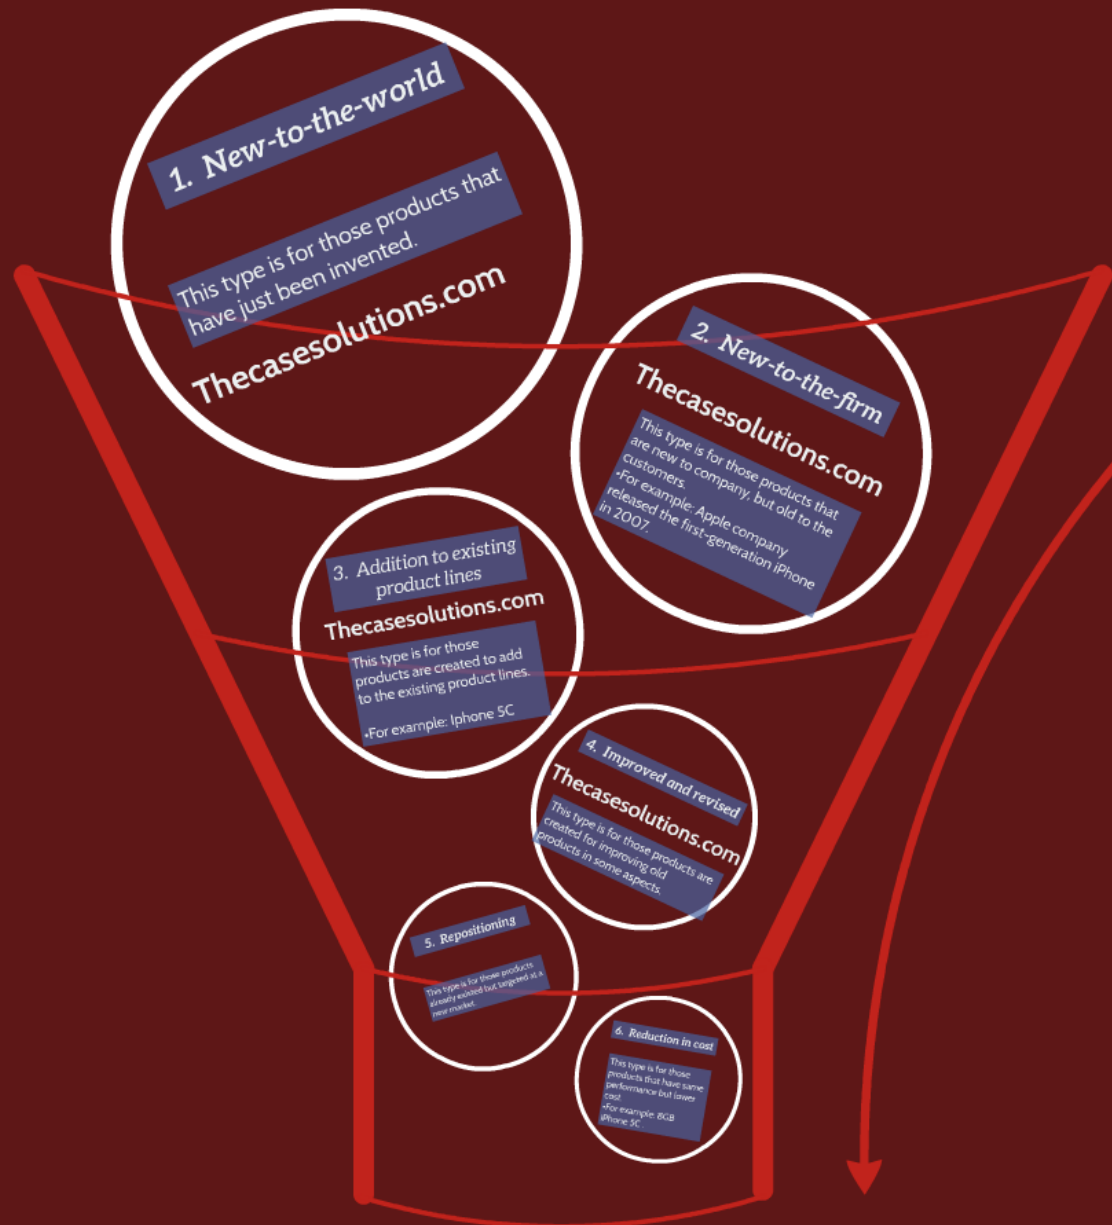 1. New-to-the-world
This type is for those products that
have just been invented.
Thecasesolutions.com
2. New-to-the-firm
Thecasesolutions.com
This type is for those products that
are new to company, but old to the
customers.
•For example: Apple company
released the first-generation iPhone
in 2007.
3. Addition to existing
product lines
Thecasesolutions.com
This type is for those
products are created to add
to the existing product lines.
•For example: Iphone 5C
4. Improved and revised
Thecasesolutions.com
This type is for those products are
created for improving old
products in some aspects.
5. Repositioning
This type is for those products
already existed but targeted at a
new market.
6. Reduction in cost
This type is for those
products that have same
performance but lower
cost.
•For example: 8GB
iPhone 5C .